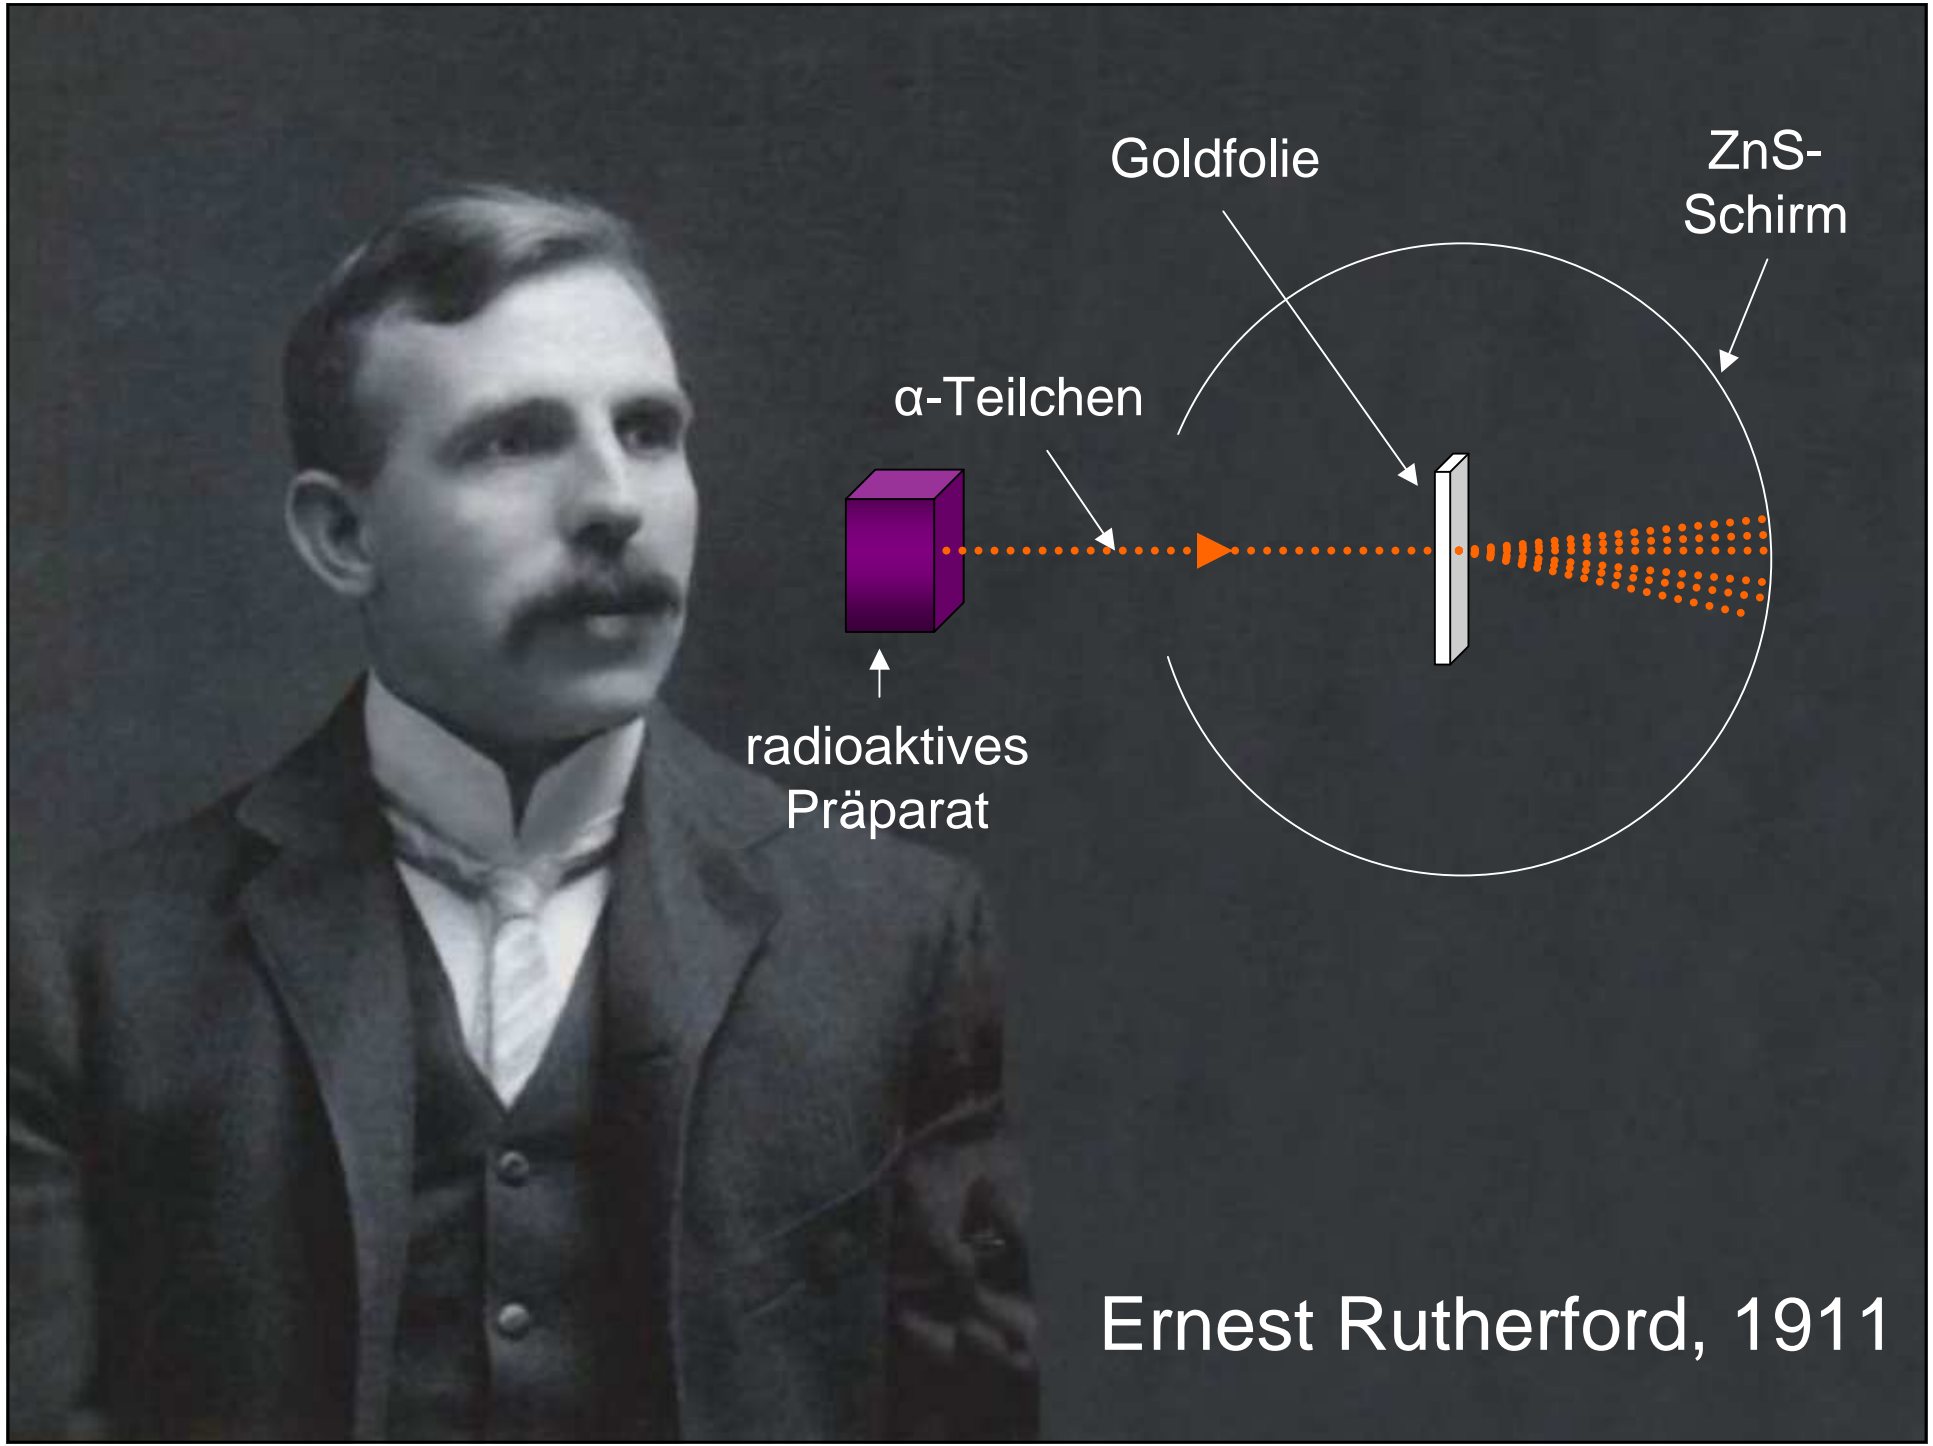 Goldfolie
ZnS-
Schirm
α-Teilchen
radioaktives
Präparat
Ernest Rutherford, 1911